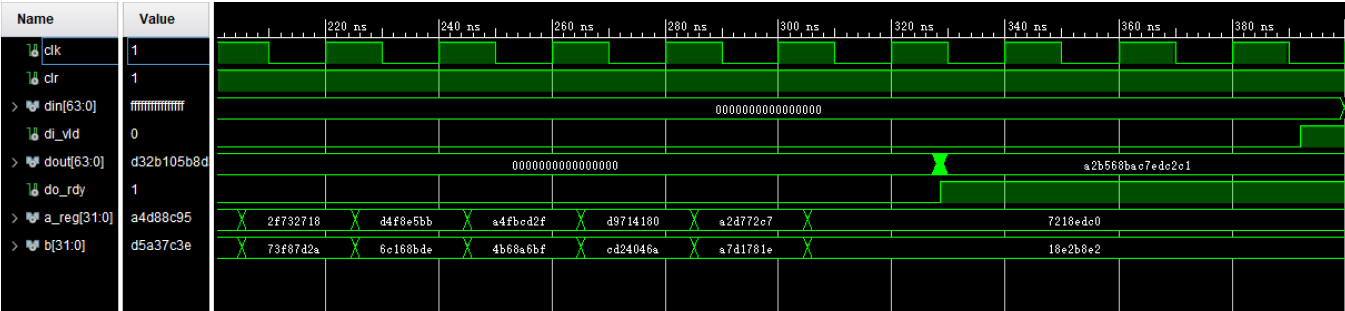 Name Value
220 ns 240 ns 260 ns 280 ns 300 ns 320 ns 340 ns 360 ns 380 ns
clk 1
clr 1
din[63:0] ffffffffffffffff 0000000000000000
di_vld 0
dout[63:0] d32b105b8d 0000000000000000 a2b568bac7edc2c1
do_rdy 1
a_reg[31:0] a4d88c95 2f732718 d4f8e5bb a4fbcd2f d9714180 a2d772c7 7218edc0
b[31:0] d5a37c3e 73f87d2a 6c168bde 4b68a6bf cd24046a a7d1781e 18e2b8e2